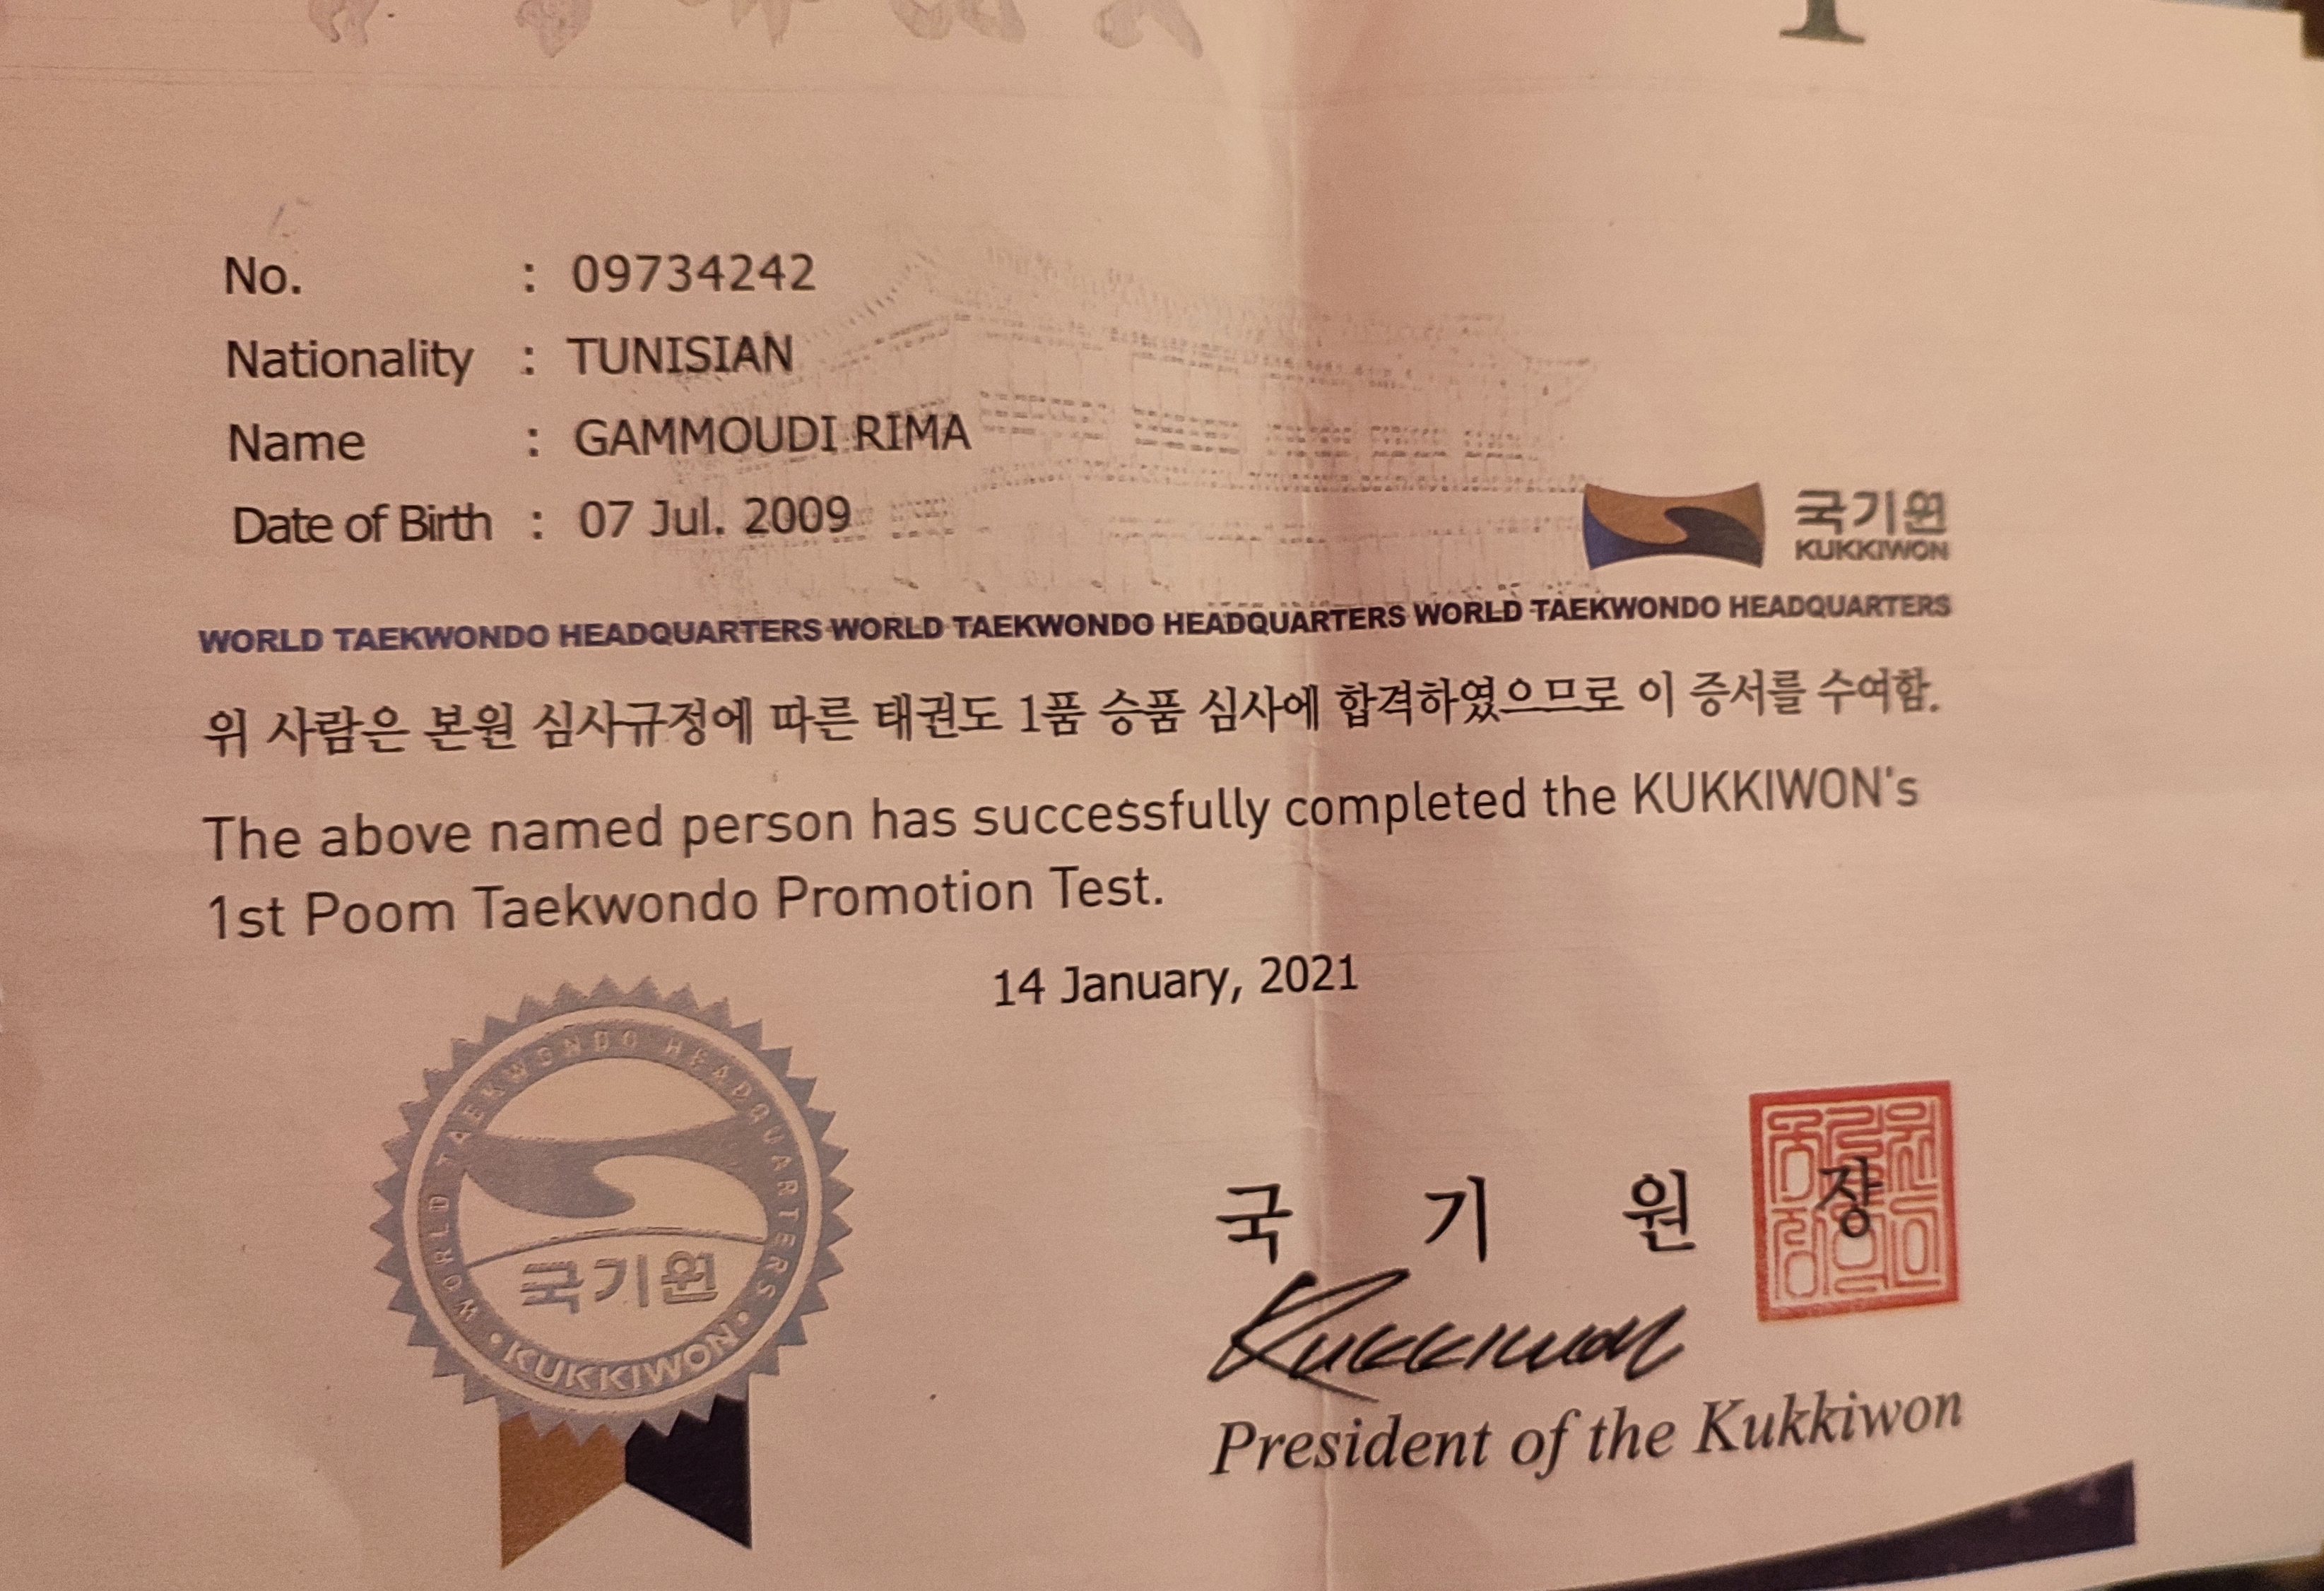 No. : 09734242
Nationality : TUNISIAN
Name : GAMMOUDI RIMA
Date of Birth : 07 Jul. 2009
국기원
KUKKIWON
WORLD TAEKWONDO HEADQUARTERS WORLD TAEKWONDO HEADQUARTERS WORLD TAEKWONDO HEADQUARTERS
위 사람은 본원 심사규정에 따른 태권도 1품 승품 심사에 합격하였으므로 이 증서를 수여함.
The above named person has successfully completed the KUKKIWON's
1st Poom Taekwondo Promotion Test.
14 January, 2021
WORLD TAEKWONDO HEADQUARTERS
국기원
• KUKKIWON •
국 기 원 장
Kukkiwon
President of the Kukkiwon